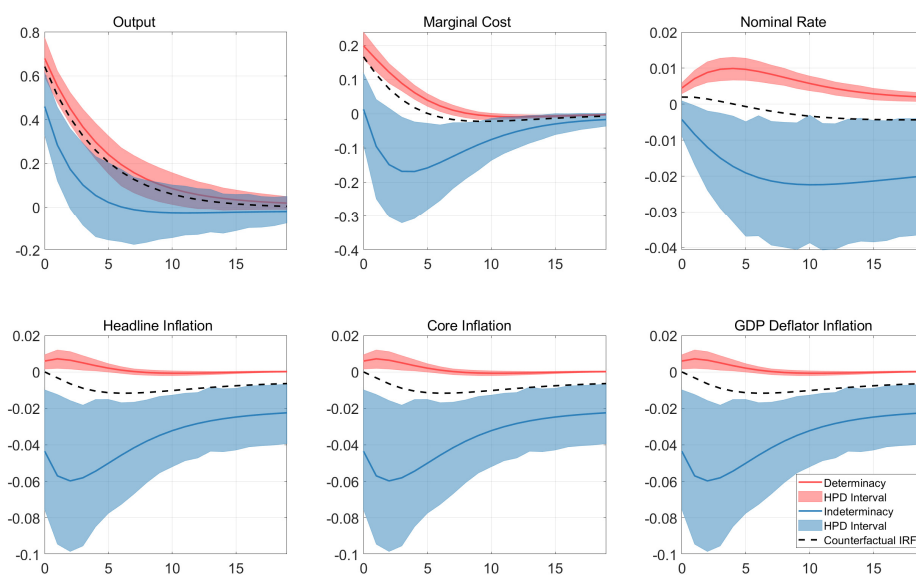 Output
0.8
0.6
0.4
0.2
0
-0.2
0 5 10 15
Marginal Cost
0.2
0.1
0
-0.1
-0.2
-0.3
-0.4
0 5 10 15
Nominal Rate
0.02
0.01
0
-0.01
-0.02
-0.03
-0.04
0 5 10 15
Headline Inflation
0.02
0
-0.02
-0.04
-0.06
-0.08
-0.1
0 5 10 15
Core Inflation
0.02
0
-0.02
-0.04
-0.06
-0.08
-0.1
0 5 10 15
GDP Deflator Inflation
0.02
0
-0.02
-0.04
-0.06
-0.08
-0.1
0 5 10 15
Determinacy
HPD Interval
Indeterminacy
HPD Interval
Counterfactual IRF